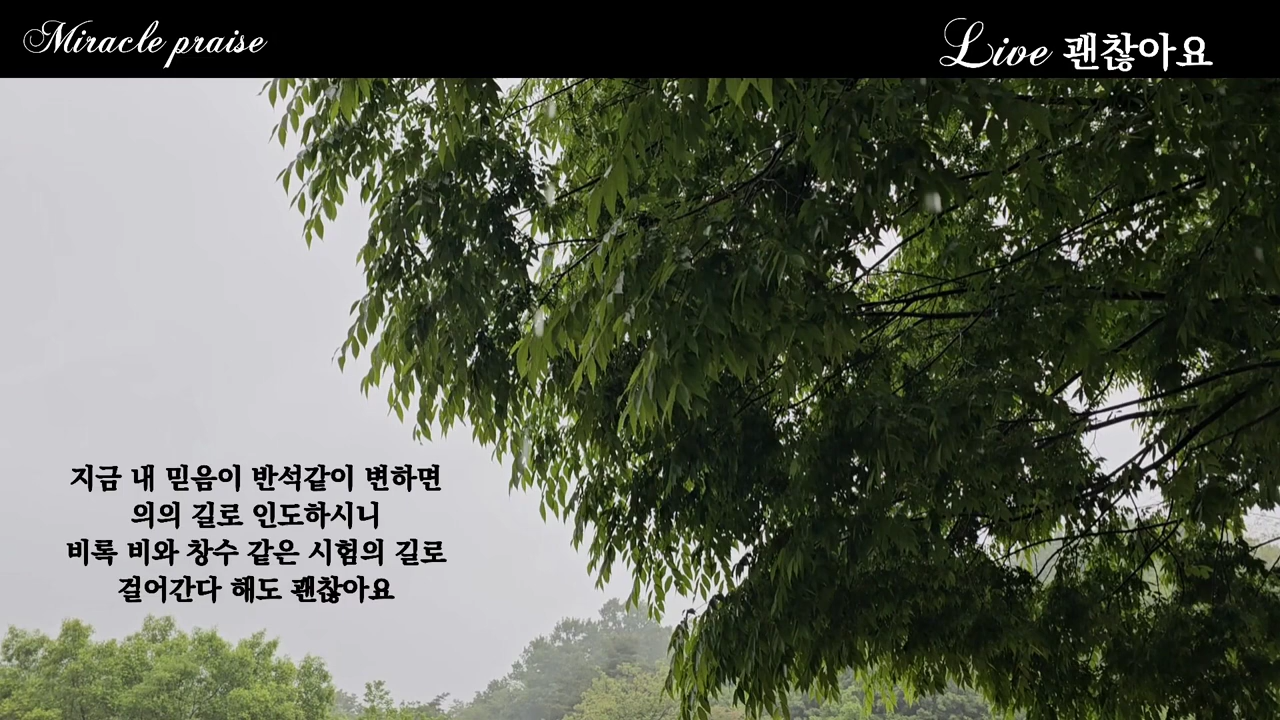 Miracle praise
Live 괜찮아요
지금 내 믿음이 반석같이 변하면
의의 길로 인도하시니
비록 비와 창수 같은 시험의 길로
걸어간다 해도 괜찮아요